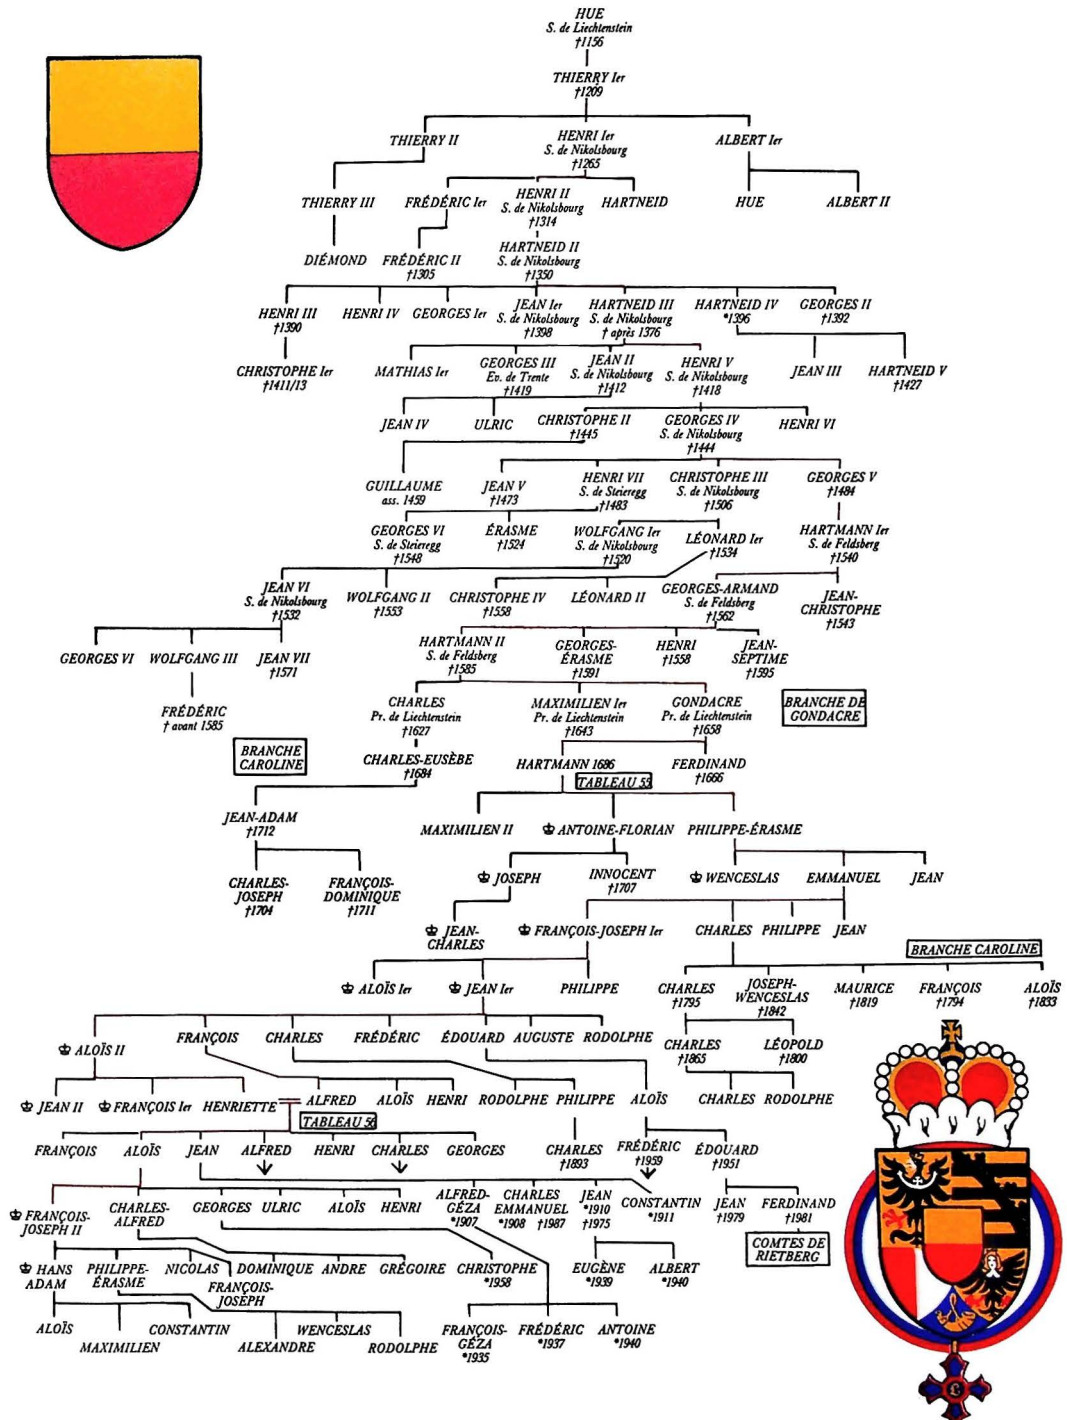 HUE
S. de Liechtenstein
†1156
THIERRY Ier
†1209
THIERRY II
HENRI Ier
S. de Nikolsbourg
†1265
ALBERT Ier
THIERRY III
FRÉDÉRIC Ier
HENRI II
S. de Nikolsbourg
†1314
HARTNEID
HUE
ALBERT II
DIÉMOND
FRÉDÉRIC II
†1305
HARTNEID II
S. de Nikolsbourg
†1350
HENRI III
†1390
HENRI IV
GEORGES Ier
JEAN Ier
S. de Nikolsbourg
†1398
HARTNEID III
S. de Nikolsbourg
† après 1376
HARTNEID IV
*1396
GEORGES II
†1392
CHRISTOPHE Ier
†1411/13
MATHIAS Ier
GEORGES III
Ev. de Trente
†1419
JEAN II
S. de Nikolsbourg
†1412
HENRI V
S. de Nikolsbourg
†1418
JEAN III
HARTNEID V
†1427
JEAN IV
ULRIC
CHRISTOPHE II
†1445
GEORGES IV
S. de Nikolsbourg
†1444
HENRI VI
GUILLAUME
ass. 1459
JEAN V
†1473
HENRI VII
S. de Steieregg
†1483
CHRISTOPHE III
S. de Nikolsbourg
†1506
GEORGES V
†1484
GEORGES VI
S. de Steieregg
†1548
ÉRASME
†1524
WOLFGANG Ier
S. de Nikolsbourg
†1520
LÉONARD Ier
†1534
HARTMANN Ier
S. de Feldsberg
†1540
JEAN VI
S. de Nikolsbourg
†1532
WOLFGANG II
†1553
CHRISTOPHE IV
†1558
LÉONARD II
GEORGES-ARMAND
S. de Feldsberg
†1562
JEAN-
CHRISTOPHE
†1543
GEORGES VI
WOLFGANG III
JEAN VII
†1571
HARTMANN II
S. de Feldsberg
†1585
GEORGES-
ÉRASME
†1591
HENRI
†1558
JEAN-
SEPTIME
†1595
FRÉDÉRIC
† avant 1585
CHARLES
Pr. de Liechtenstein
†1627
MAXIMILIEN Ier
Pr. de Liechtenstein
†1643
GONDACRE
Pr. de Liechtenstein
†1658
BRANCHE DE
GONDACRE
BRANCHE
CAROLINE
CHARLES-EUSÈBE
†1684
HARTMANN 1686
FERDINAND
†1666
TABLEAU 55
JEAN-ADAM
†1712
MAXIMILIEN II
ANTOINE-FLORIAN
PHILIPPE-ÉRASME
CHARLES-
JOSEPH
†1704
FRANÇOIS-
DOMINIQUE
†1711
JOSEPH
INNOCENT
†1707
WENCESLAS
EMMANUEL
JEAN
JEAN-
CHARLES
FRANÇOIS-JOSEPH Ier
CHARLES
PHILIPPE
JEAN
BRANCHE CAROLINE
ALOÏS Ier
JEAN Ier
PHILIPPE
CHARLES
†1795
JOSEPH-
WENCESLAS
†1842
MAURICE
†1819
FRANÇOIS
†1794
ALOÏS
†1833
ALOÏS II
FRANÇOIS
CHARLES
FRÉDÉRIC
ÉDOUARD
AUGUSTE
RODOLPHE
CHARLES
†1865
LÉOPOLD
†1800
JEAN II
FRANÇOIS Ier
HENRIETTE
ALFRED
ALOÏS
HENRI
RODOLPHE
PHILIPPE
ALOÏS
CHARLES
RODOLPHE
TABLEAU 56
FRANÇOIS
ALOÏS
JEAN
ALFRED
HENRI
CHARLES
GEORGES
CHARLES
†1893
FRÉDÉRIC
†1959
ÉDOUARD
†1951
FRANÇOIS-
JOSEPH II
CHARLES-
ALFRED
GEORGES
ULRIC
ALOÏS
HENRI
ALFRED-
GÉZA
*1907
CHARLES
EMMANUEL
*1908 †1987
JEAN
*1910
†1975
CONSTANTIN
*1911
JEAN
†1979
FERDINAND
†1981
COMTES DE
RIETBERG
HANS
ADAM
PHILIPPE-
ÉRASME
NICOLAS
FRANÇOIS-
JOSEPH
DOMINIQUE
ANDRE
GRÉGOIRE
CHRISTOPHE
*1958
EUGÈNE
*1939
ALBERT
*1940
ALOÏS
MAXIMILIEN
CONSTANTIN
ALEXANDRE
WENCESLAS
RODOLPHE
FRANÇOIS-
GÉZA
*1935
FRÉDÉRIC
*1937
ANTOINE
*1940